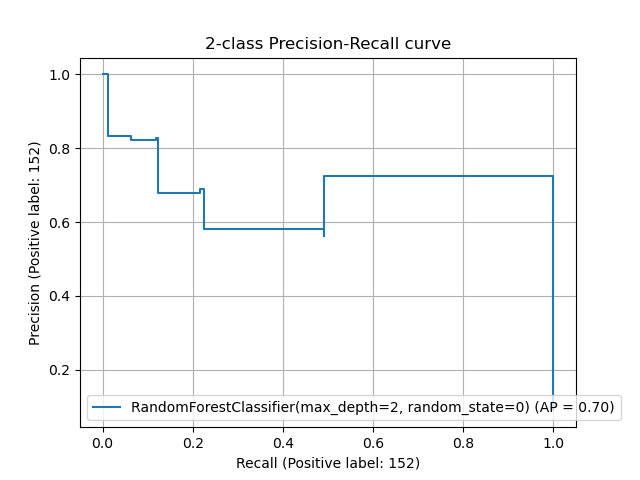 2-class Precision-Recall curve
1.0
0.8
0.6
0.4
0.2
Precision (Positive label: 152)
RandomForestClassifier(max_depth=2, random_state=0) (AP = 0.70)
0.0 0.2 0.4 0.6 0.8 1.0
Recall (Positive label: 152)